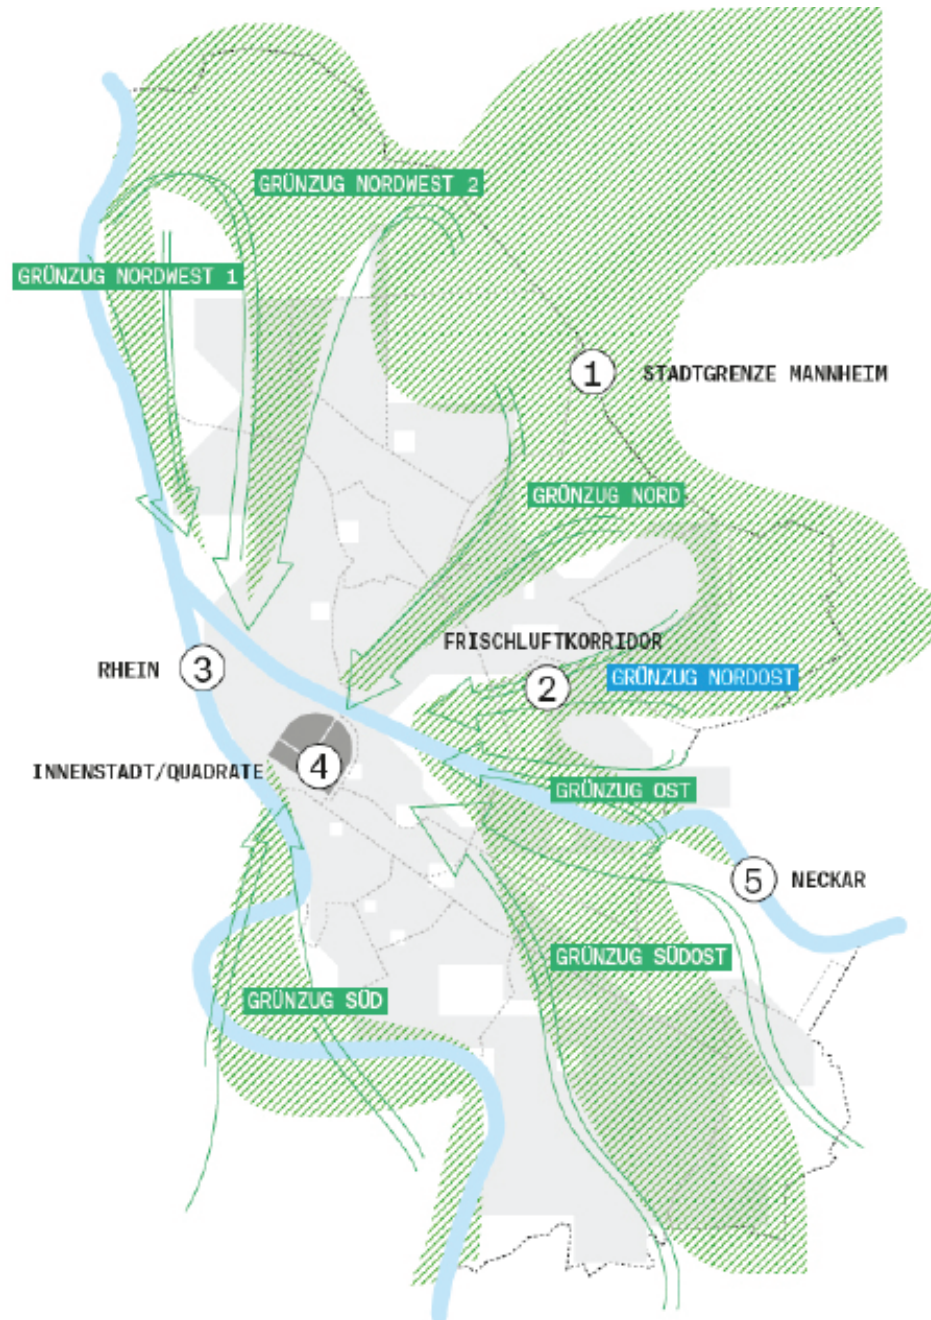 GRÜNZUG NORDWEST 2
GRÜNZUG NORDWEST 1
1 STADTGRENZE MANNHEIM
GRÜNZUG NORD
FRISCHLUFTKORRIDOR
RHEIN 3
2
GRÜNZUG NORDOST
INNENSTADT/QUADRATE 4
GRÜNZUG OST
5 NECKAR
GRÜNZUG SÜDOST
GRÜNZUG SÜD